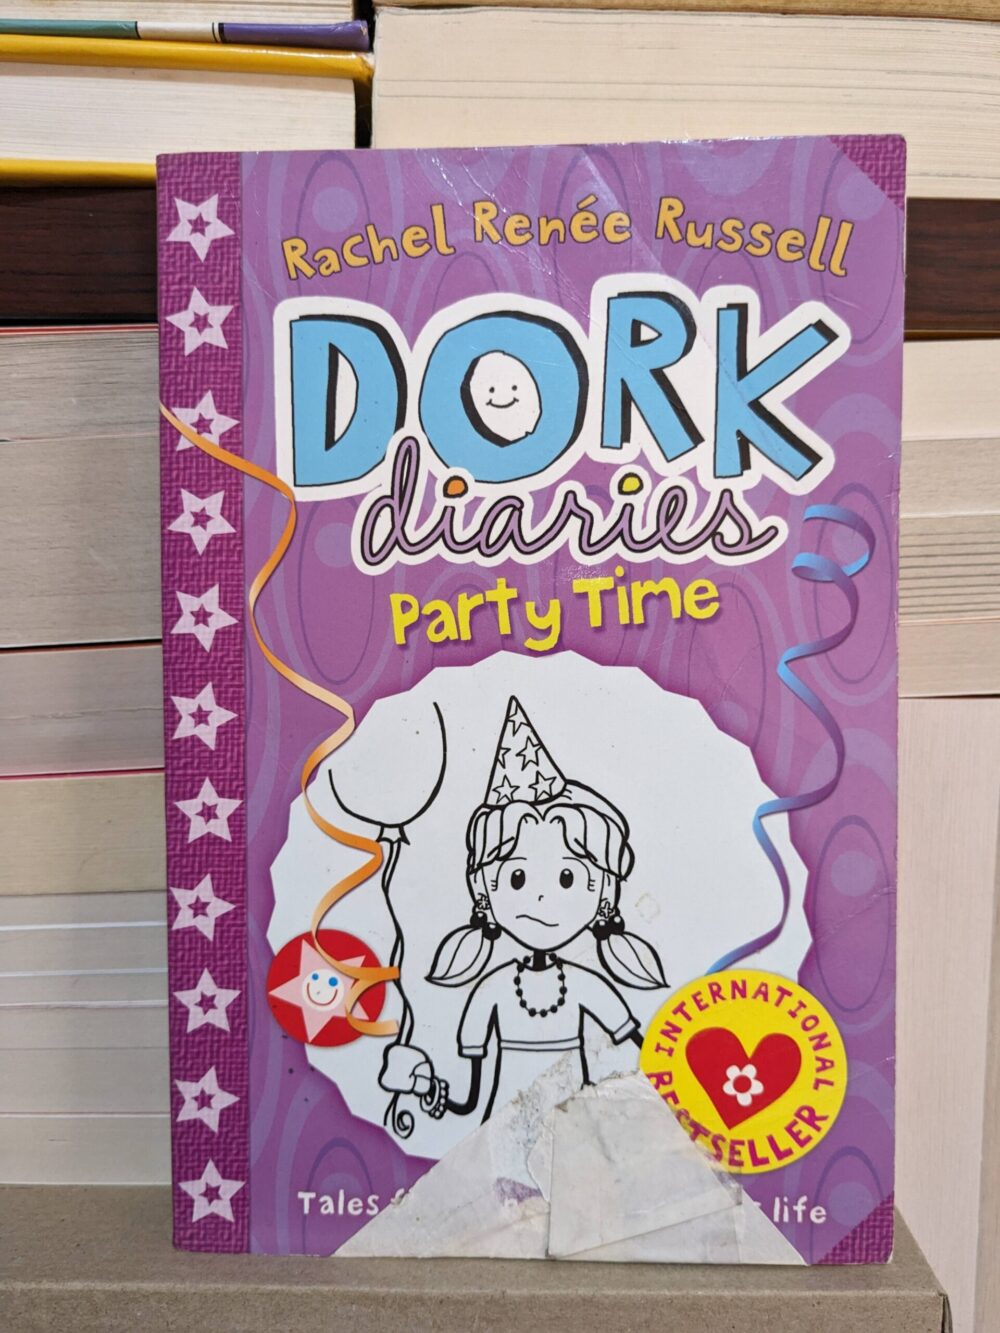 Rachel Renée Russell
DORK
diaries
Party Time
INTERNATIONAL
BESTSELLER
Tales life